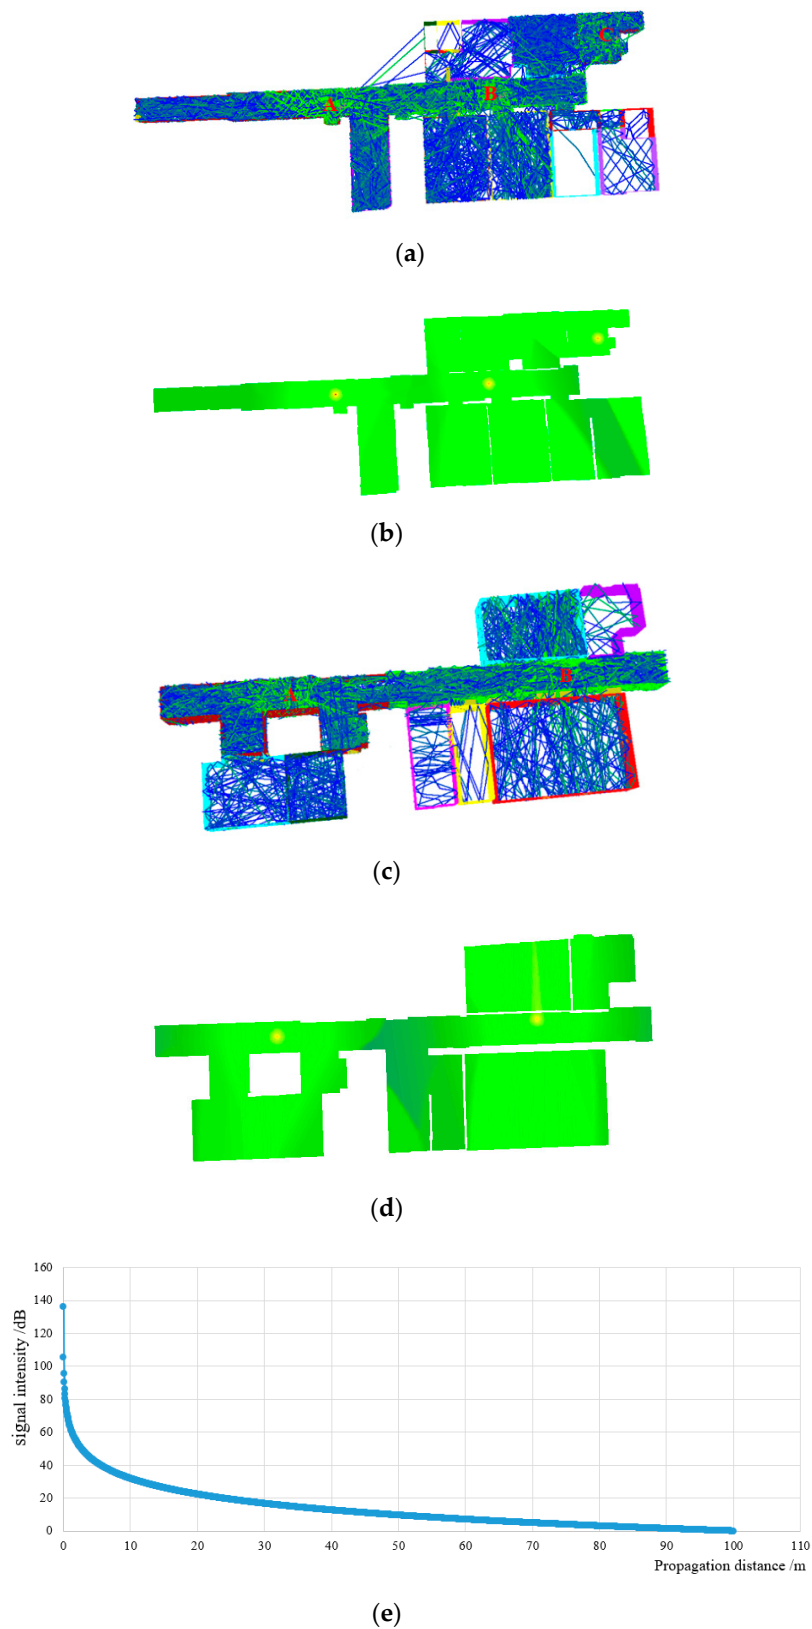 C
A
B
(a)
(b)
A
B
(c)
(d)
160
140
120
100
80
60
40
20
0
signal intensity /dB
0 10 20 30 40 50 60 70 80 90 100 110
Propagation distance /m
(e)